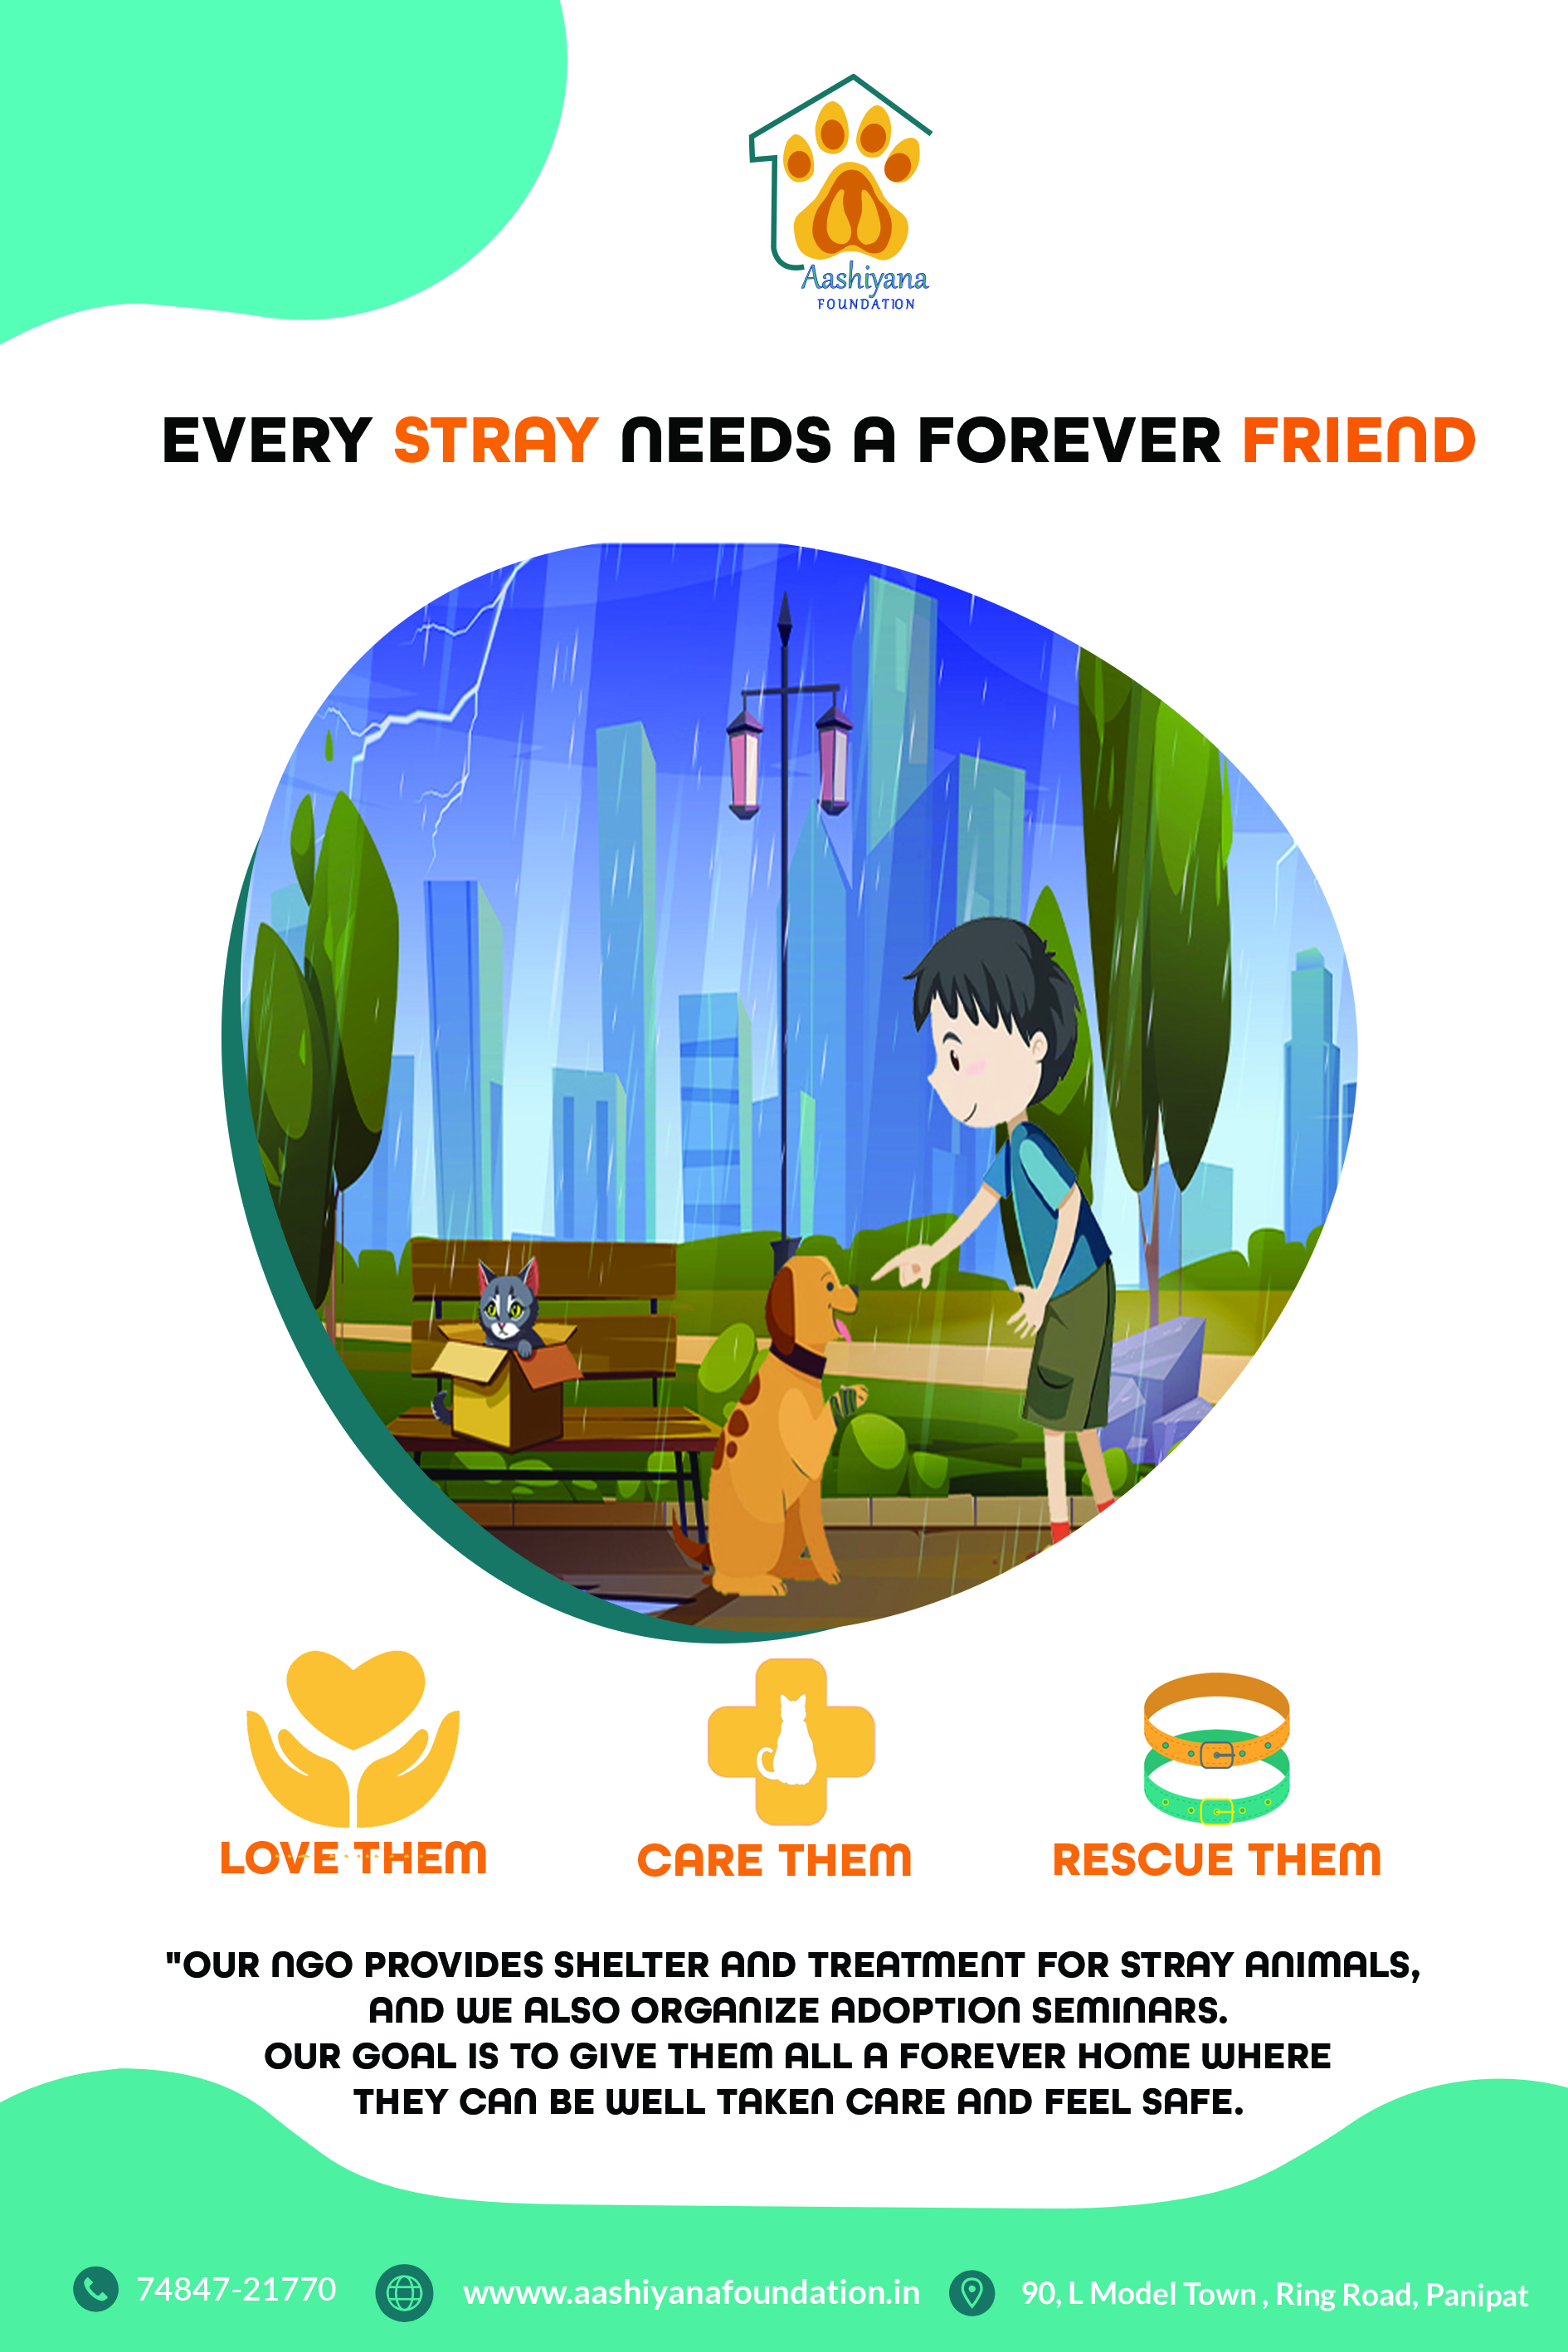 Aashiyana
FOUNDATION
EVERY STRAY NEEDS A FOREVER FRIEND
LOVE THEM
CARE THEM
RESCUE THEM
"OUR NGO PROVIDES SHELTER AND TREATMENT FOR STRAY ANIMALS,
AND WE ALSO ORGANIZE ADOPTION SEMINARS.
OUR GOAL IS TO GIVE THEM ALL A FOREVER HOME WHERE
THEY CAN BE WELL TAKEN CARE AND FEEL SAFE.
74847-21770
wwww.aashiyanafoundation.in
90, L Model Town , Ring Road, Panipat